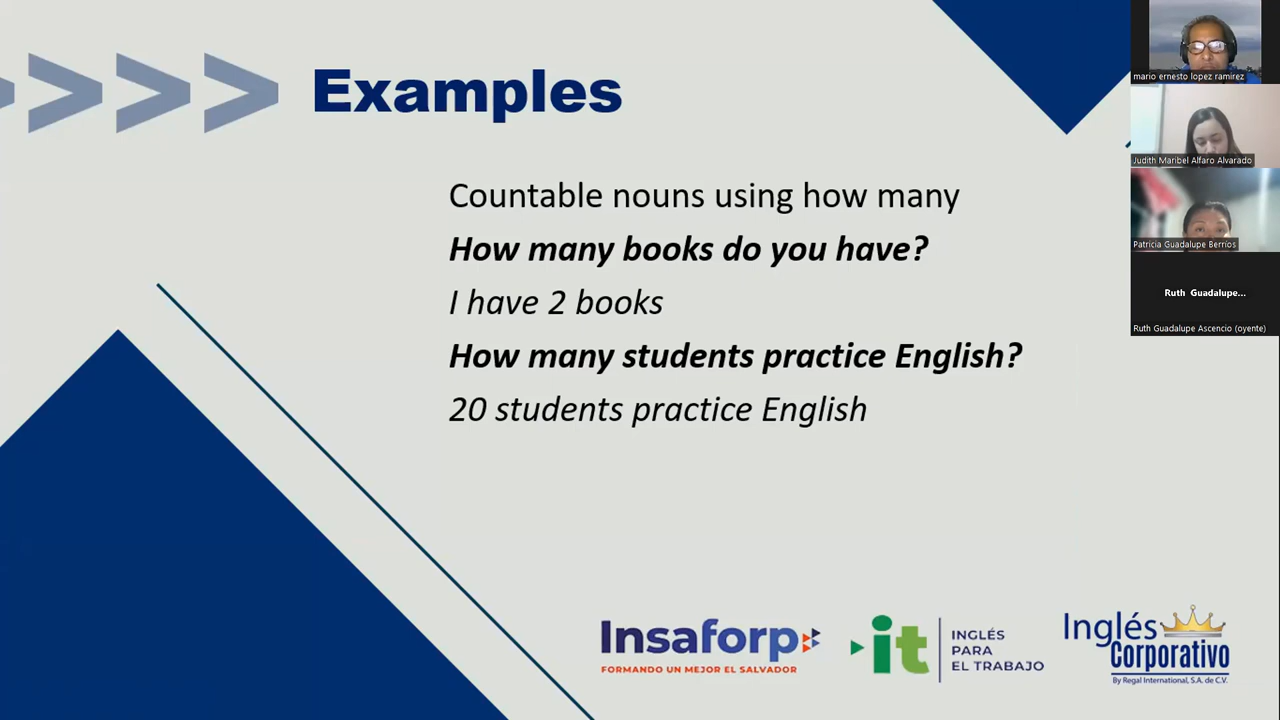 Examples
Countable nouns using how many
How many books do you have?
I have 2 books
How many students practice English?
20 students practice English
Insaforp
FORMANDO UN MEJOR EL SALVADOR
it
INGLÉS
PARA
EL TRABAJO
Inglés
Corporativo
By Regal International, S.A. de C.V.
mario ernesto lopez ramirez
Judith Maribel Alfaro Alvarado
Patricia Guadalupe Berríos
Ruth Guadalupe...
Ruth Guadalupe Ascencio (oyente)